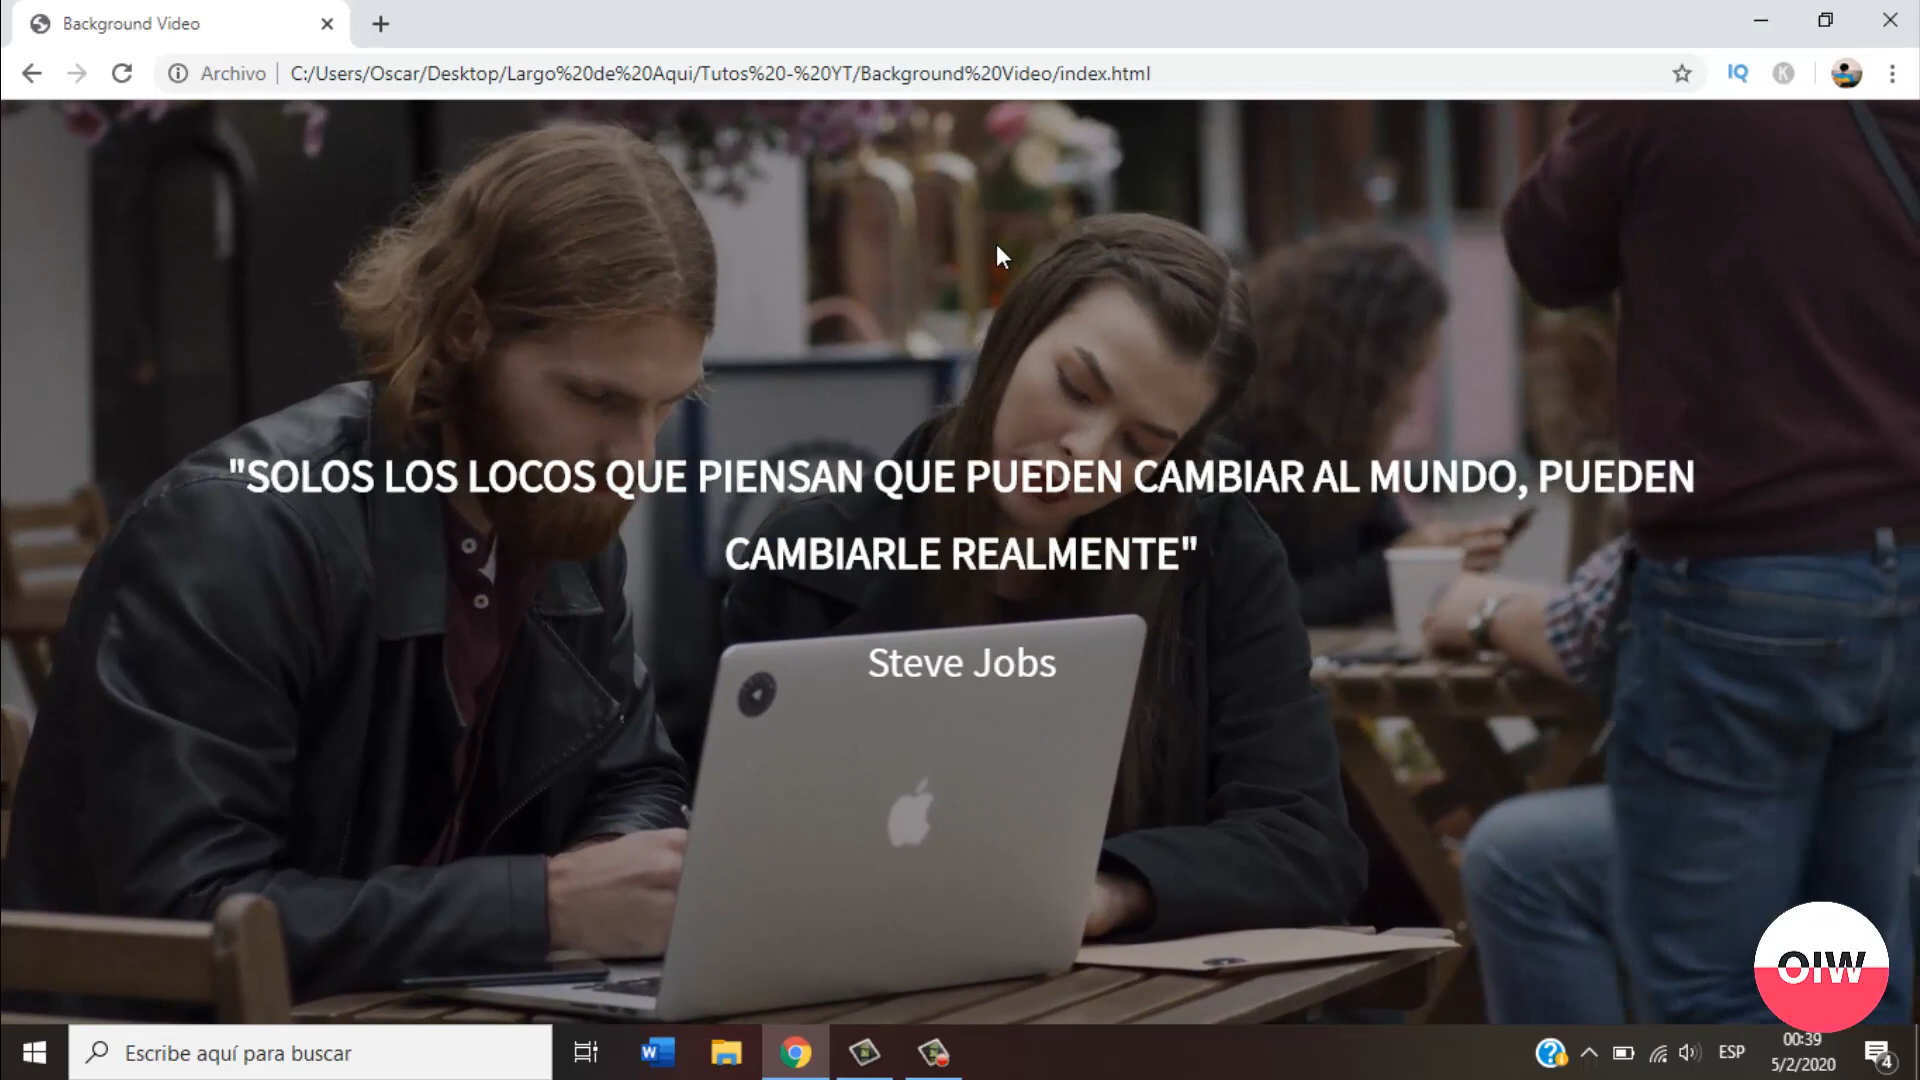 Background Video
Archivo
C:/Users/Oscar/Desktop/Largo%20de%20Aqui/Tutos%20-%20YT/Background%20Video/index.html
IQ
K
"SOLOS LOS LOCOS QUE PIENSAN QUE PUEDEN CAMBIAR AL MUNDO, PUEDEN
CAMBIARLE REALMENTE"
Steve Jobs
OIW
Escribe aquí para buscar
W
ESP
00:39
5/2/2020
4